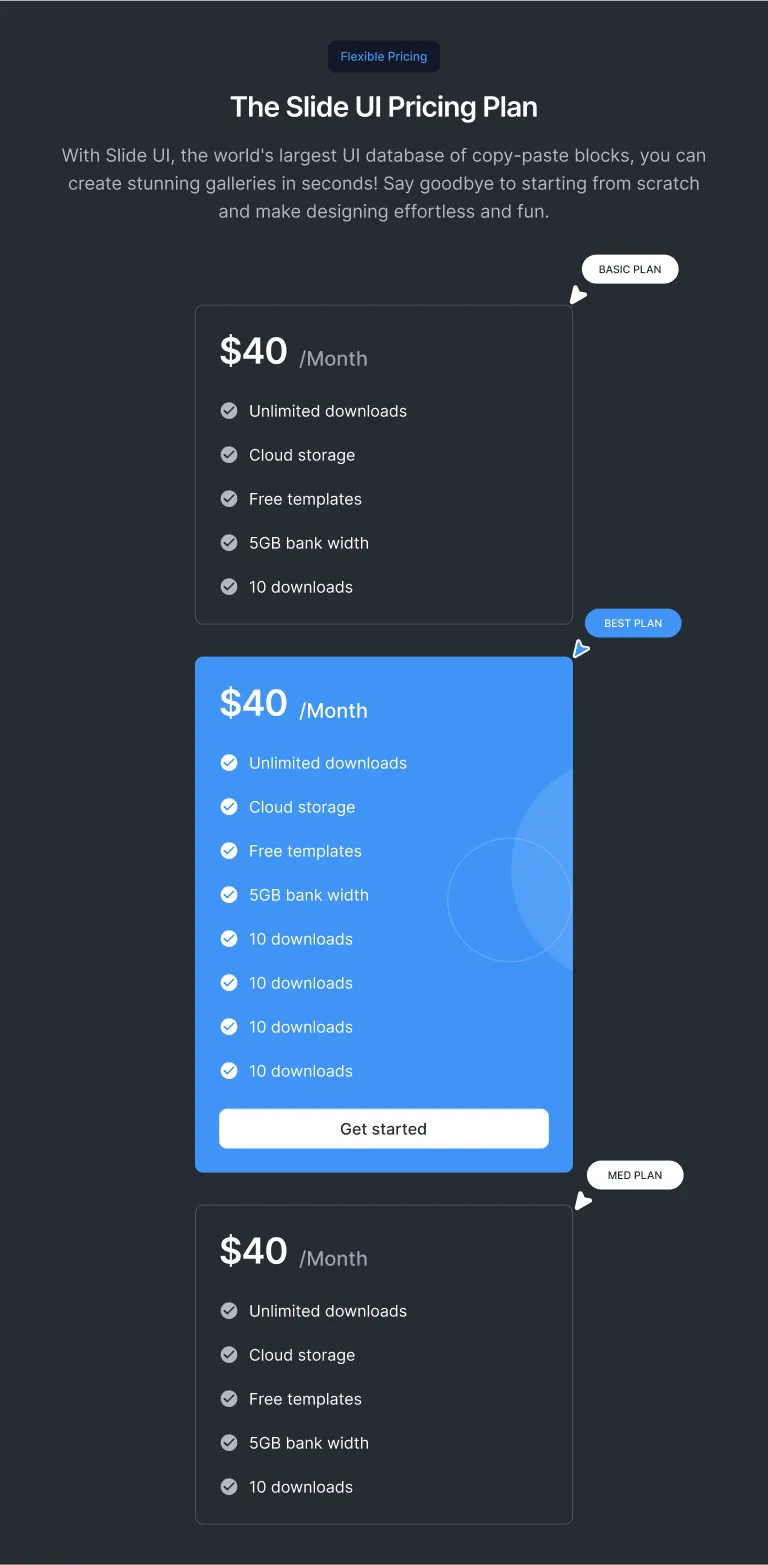 Flexible Pricing
The Slide UI Pricing Plan
With Slide UI, the world's largest UI database of copy-paste blocks, you can
create stunning galleries in seconds! Say goodbye to starting from scratch
and make designing effortless and fun.
BASIC PLAN
$40 /Month
Unlimited downloads
Cloud storage
Free templates
5GB bank width
10 downloads
BEST PLAN
$40 /Month
Unlimited downloads
Cloud storage
Free templates
5GB bank width
10 downloads
10 downloads
10 downloads
10 downloads
Get started
MED PLAN
$40 /Month
Unlimited downloads
Cloud storage
Free templates
5GB bank width
10 downloads